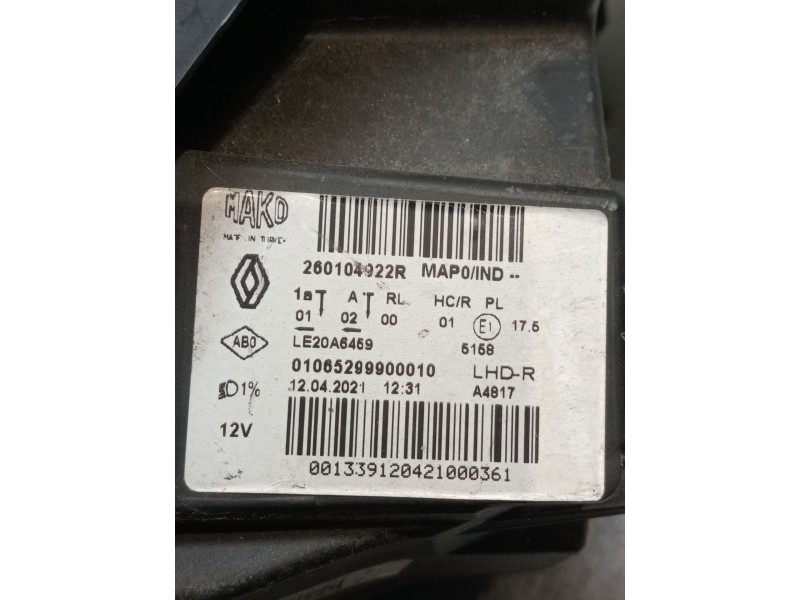 MAKO
MADE IN TURKEY
260104922R MAP0/IND --
1a A RL HC/R PL
01 02 00 01 E1 17.5
ABO LE20A6459 5158
01065299900010 LHD-R
1% 12.04.2021 12:31 A4817
12V
001339120421000361